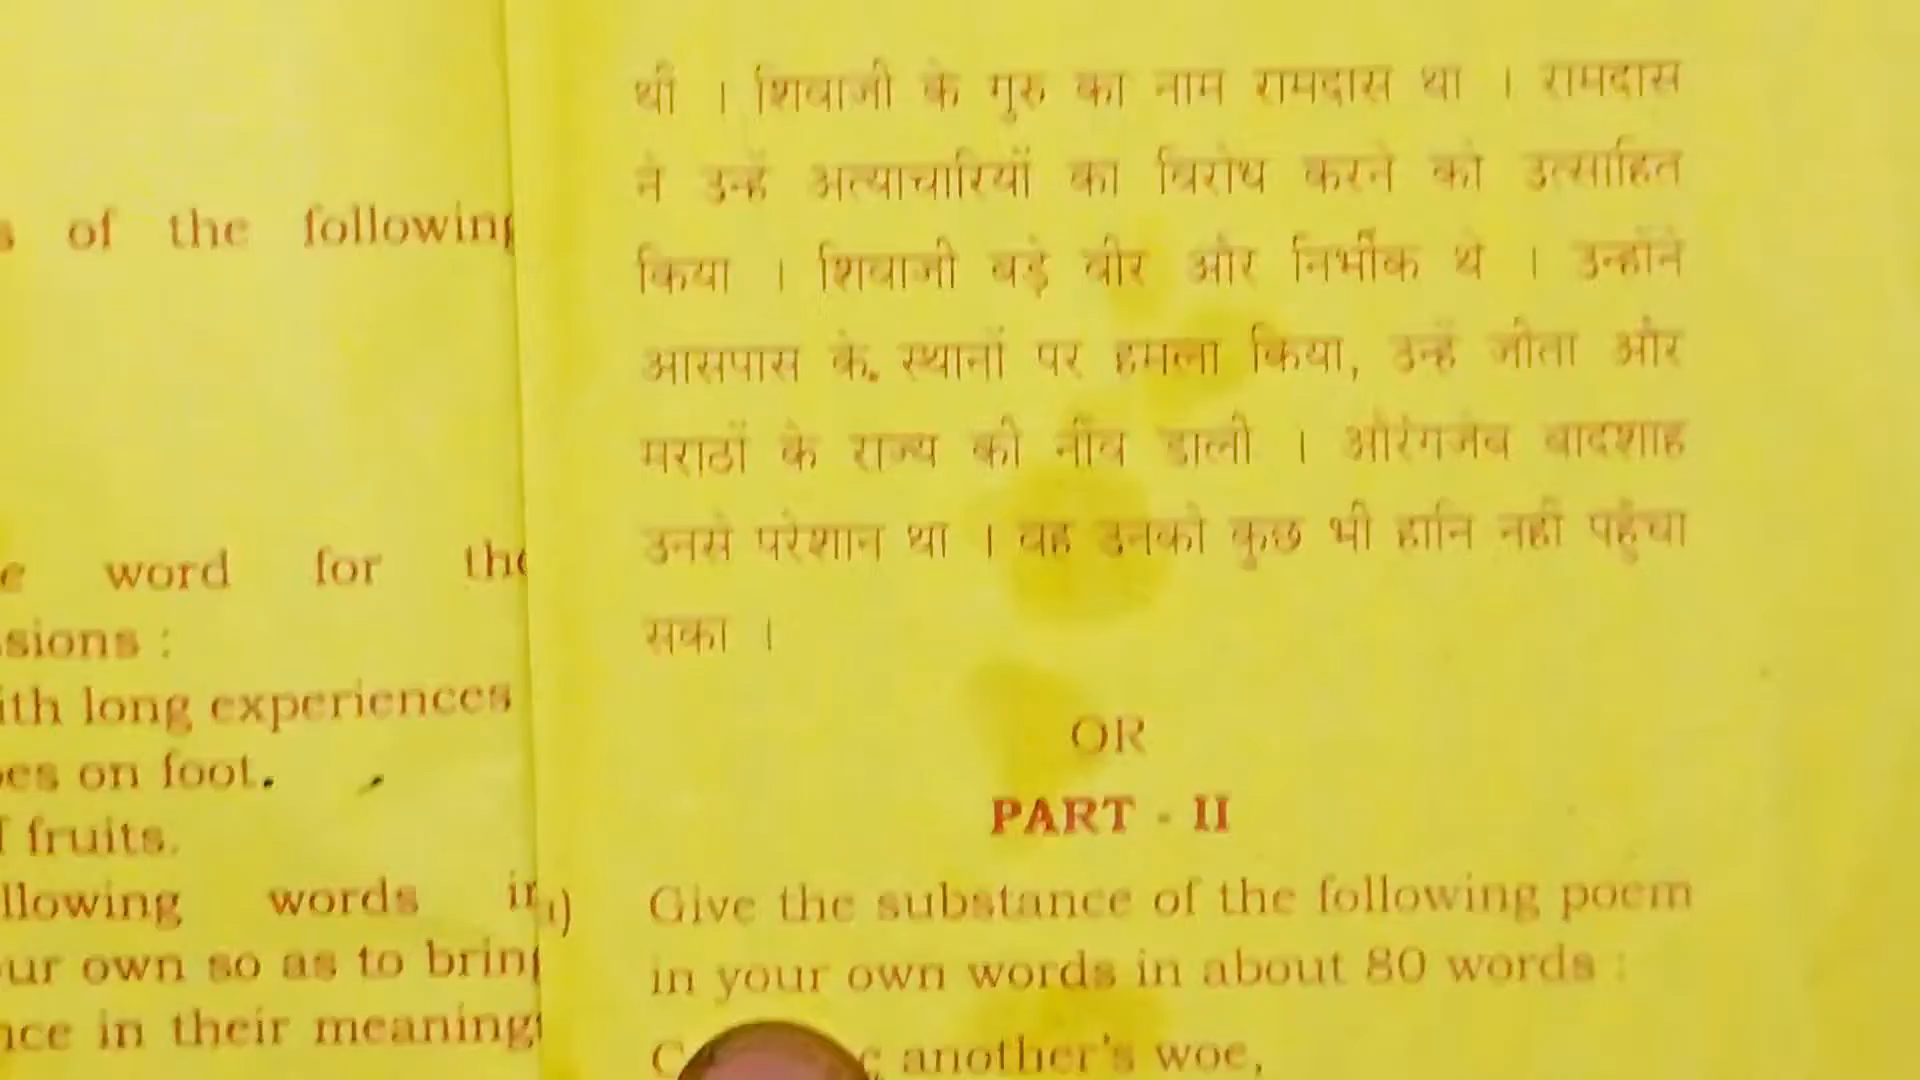 of the following
word for the
ssions :
ith long experiences
es on foot.
f fruits.
llowing words in
ur own so as to bring
nce in their meaning
थी । शिवाजी के गुरु का नाम रामदास था । रामदास
ने उन्हें अत्याचारियों का विरोध करने को उत्साहित
किया । शिवाजी बड़े वीर और निर्भीक थे । उन्होंने
आसपास के स्थानों पर हमला किया, उन्हें जीता और
मराठों के राज्य की नींव डाली । औरंगजेब बादशाह
उनसे परेशान था । वह उनको कुछ भी हानि नहीं पहुँचा
सका ।
OR
PART - II
Give the substance of the following poem
in your own words in about 80 words :
another's woe,